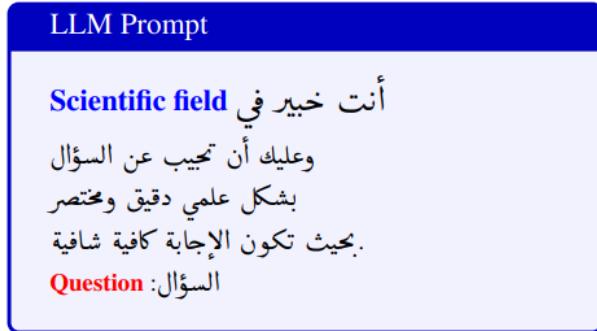 LLM Prompt
أنت خبير في Scientific field
وعليك أن تجيب عن السؤال
بشكل علمي دقيق ومختصر
بحيث تكون الإجابة كافية شافية.
السؤال: Question